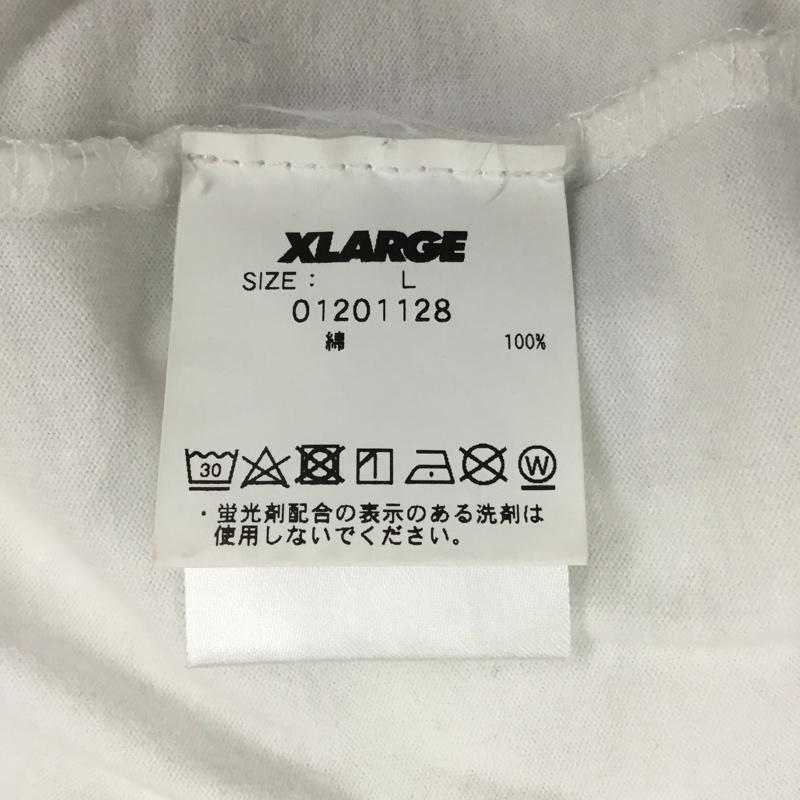 XLARGE
SIZE : L
01201128
綿 100%
30 W
・蛍光剤配合の表示のある洗剤は
使用しないでください。